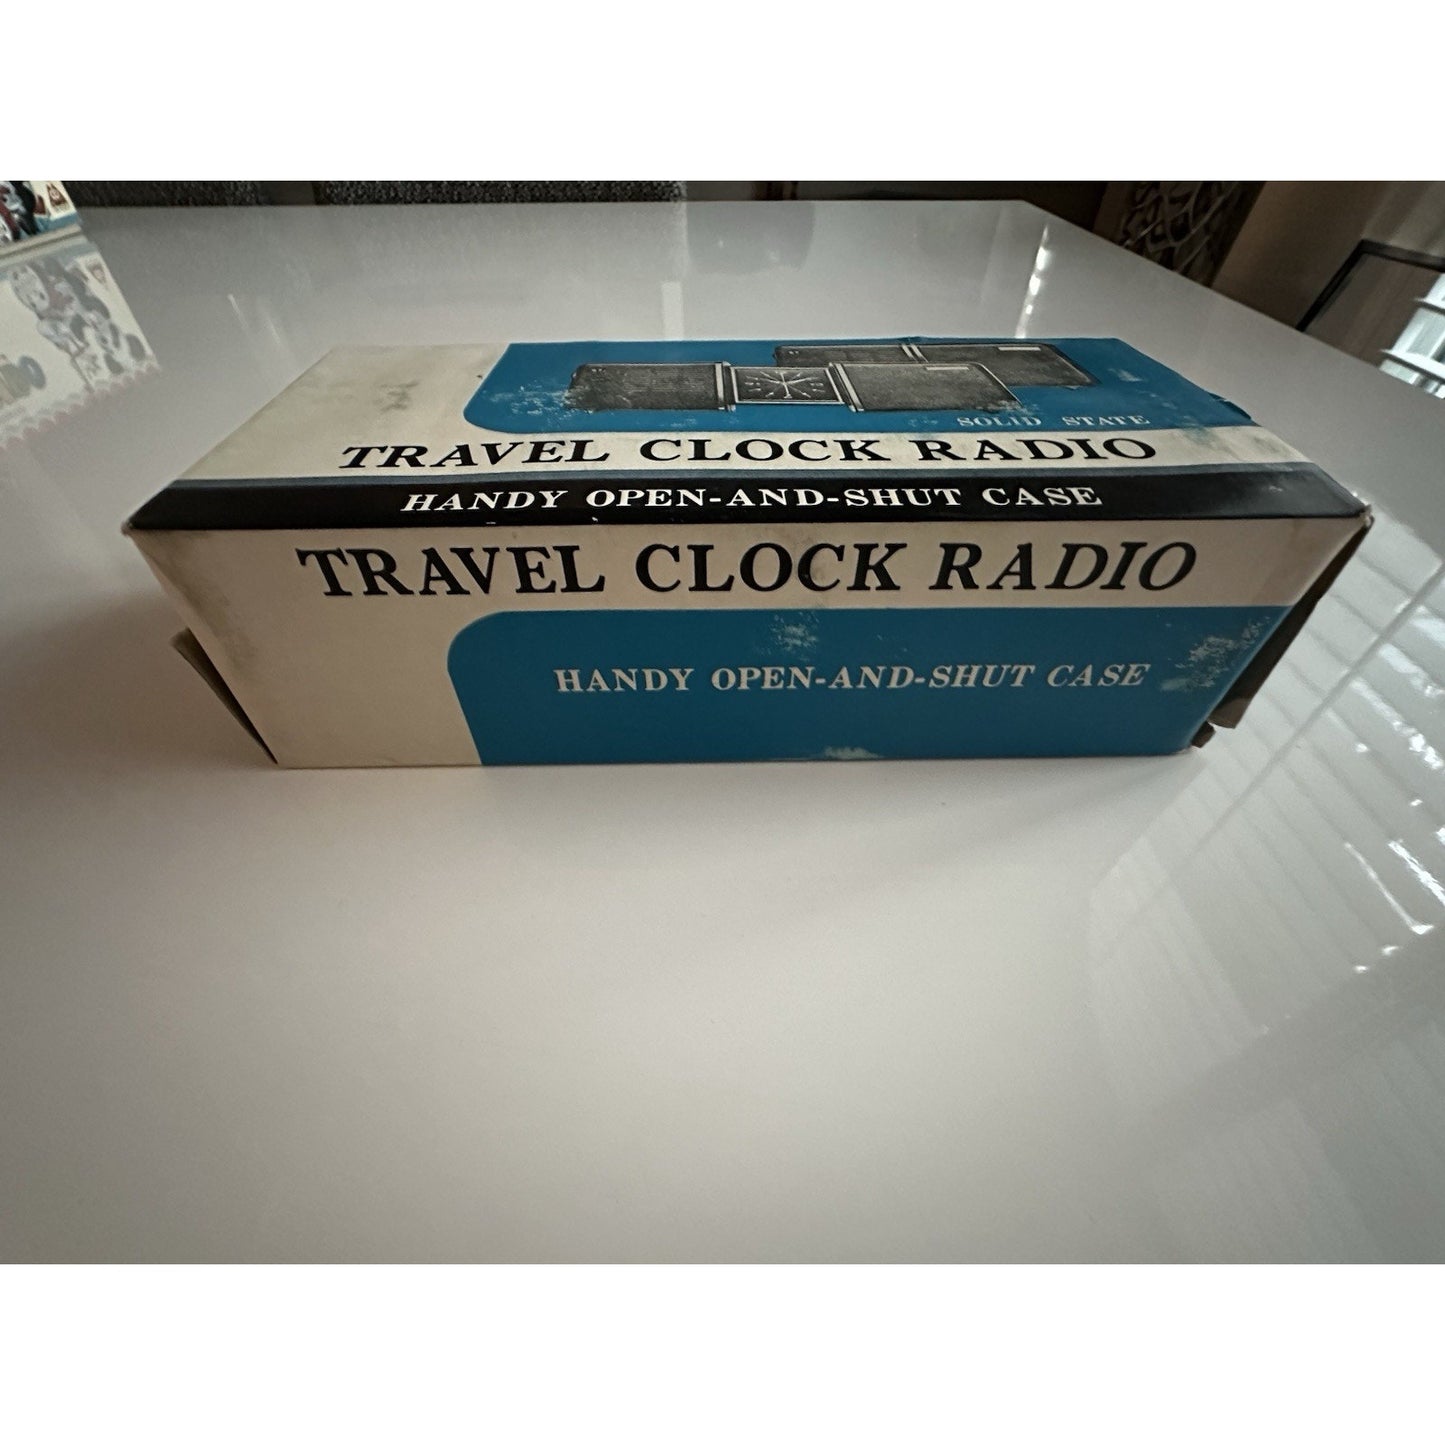 SOLID STATE
TRAVEL CLOCK RADIO
HANDY OPEN-AND-SHUT CASE
TRAVEL CLOCK RADIO
HANDY OPEN-AND-SHUT CASE